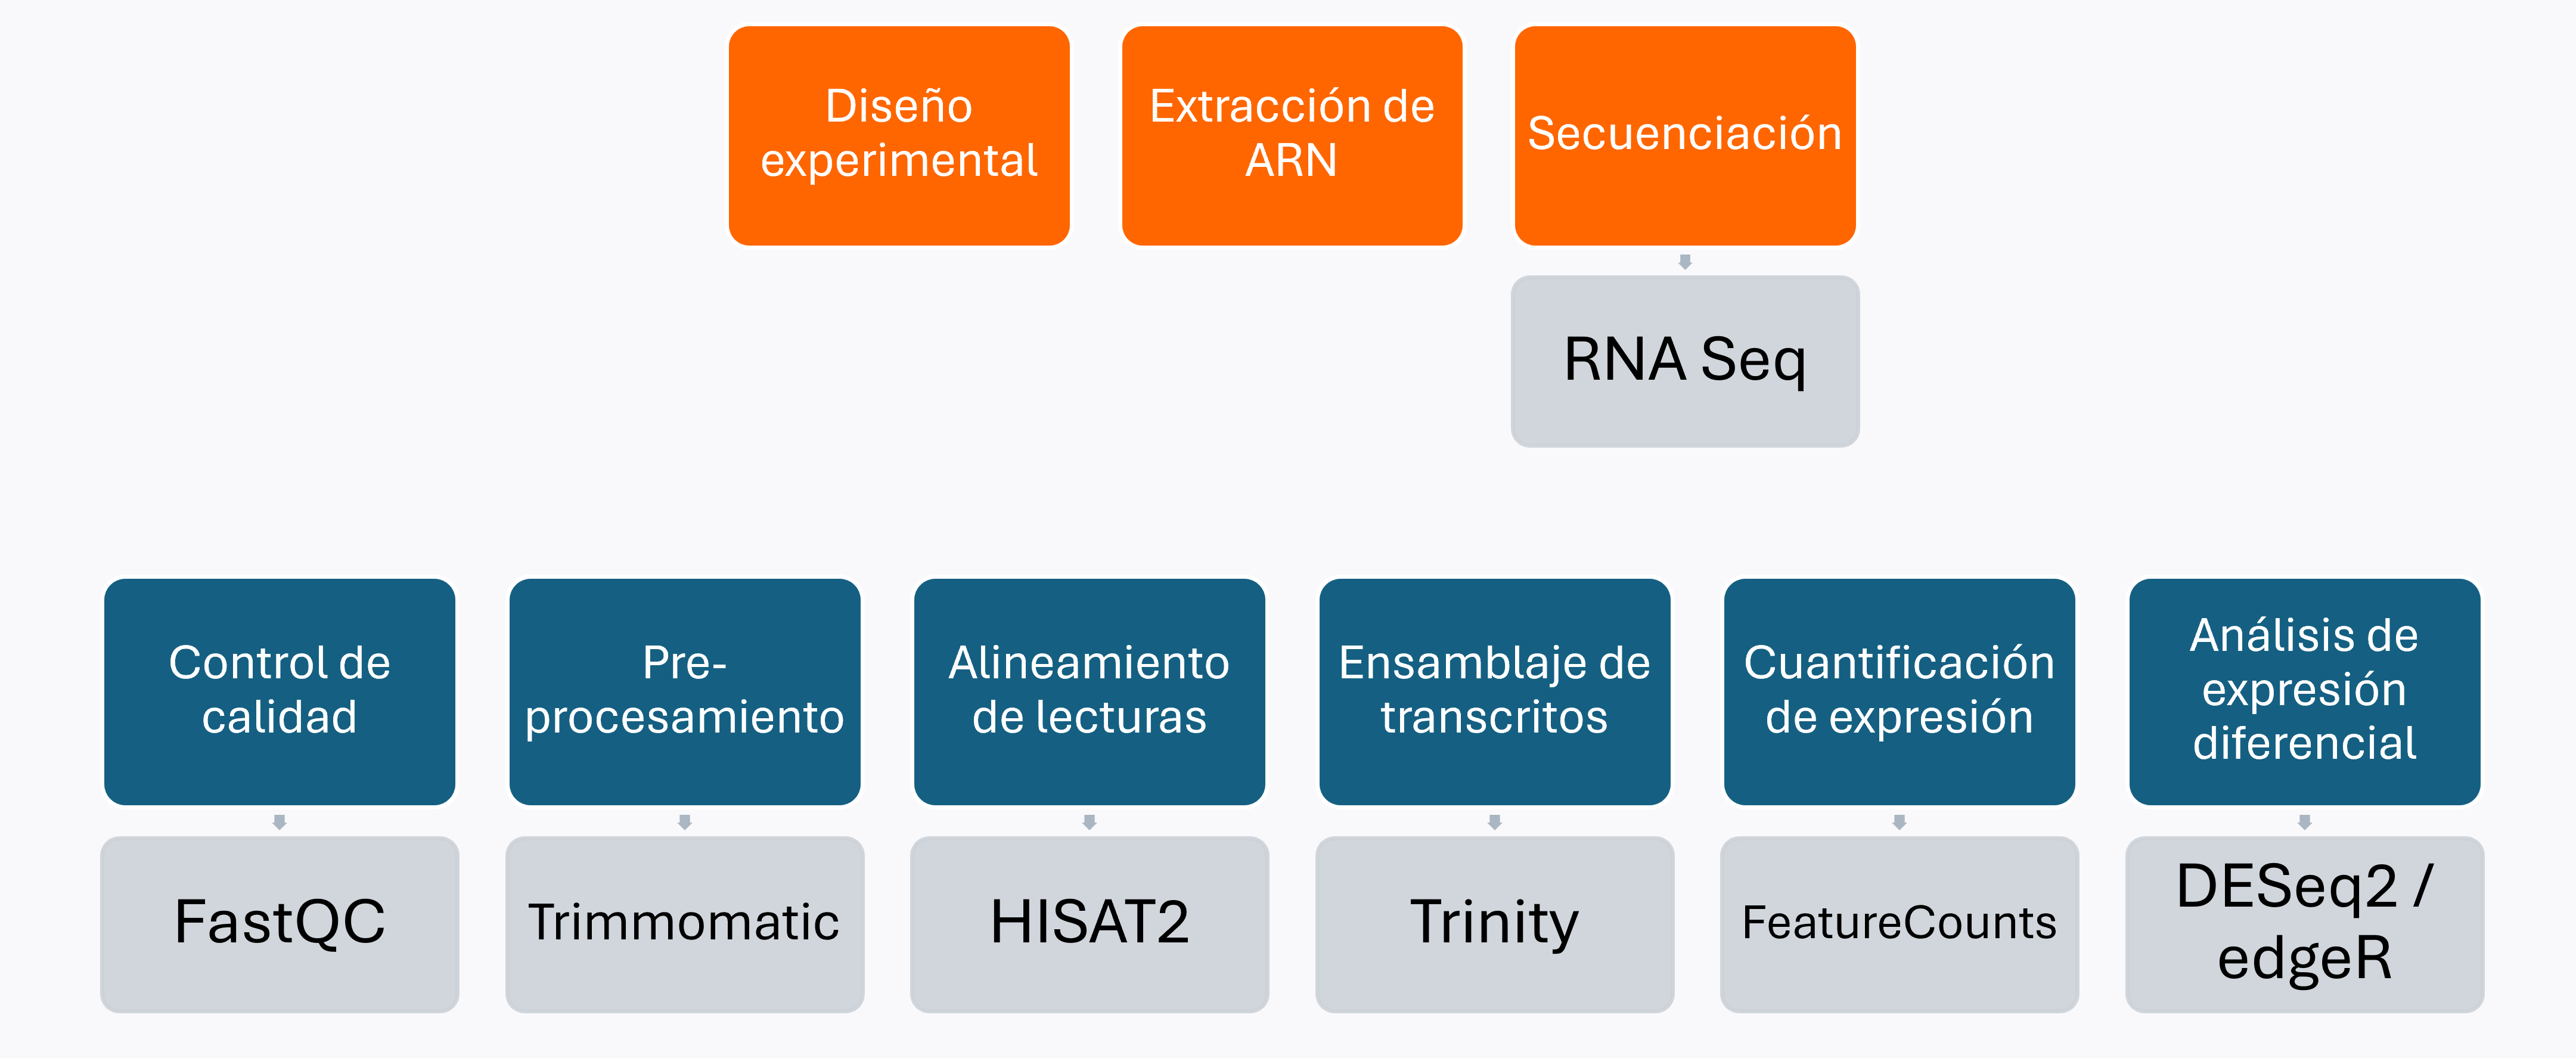 Diseño
experimental
Extracción de
ARN
Secuenciación
RNA Seq
Control de
calidad
Pre-
procesamiento
Alineamiento
de lecturas
Ensamblaje de
transcritos
Cuantificación
de expresión
Análisis de
expresión
diferencial
FastQC
Trimmomatic
HISAT2
Trinity
FeatureCounts
DESeq2 /
edgeR